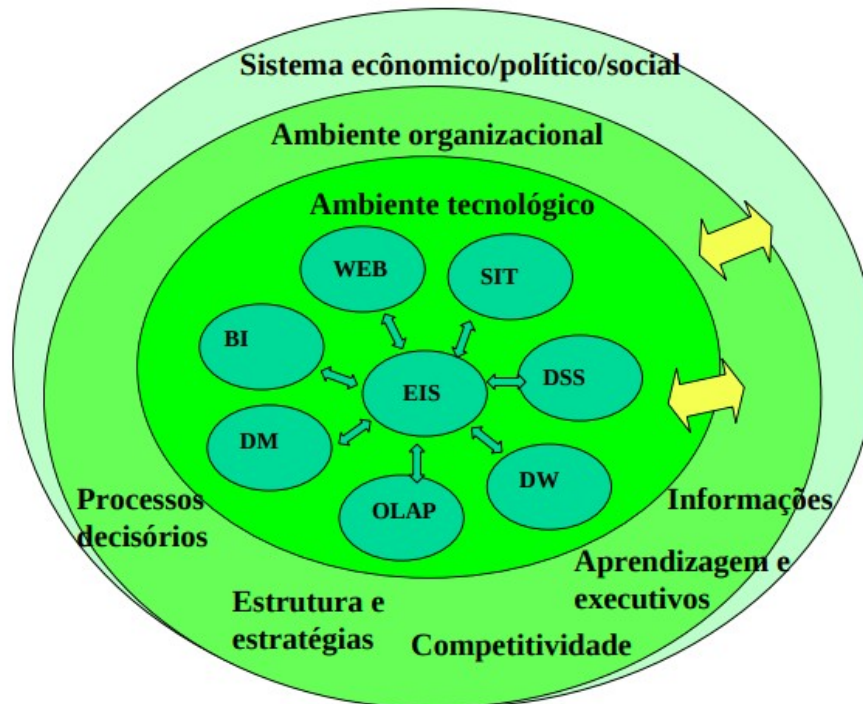 Sistema ecônomico/político/social
Ambiente organizacional
Ambiente tecnológico
WEB
SIT
BI
DSS
EIS
DM
DW
OLAP
Processos
decisórios
Informações
Aprendizagem e
executivos
Estrutura e
estratégias
Competitividade